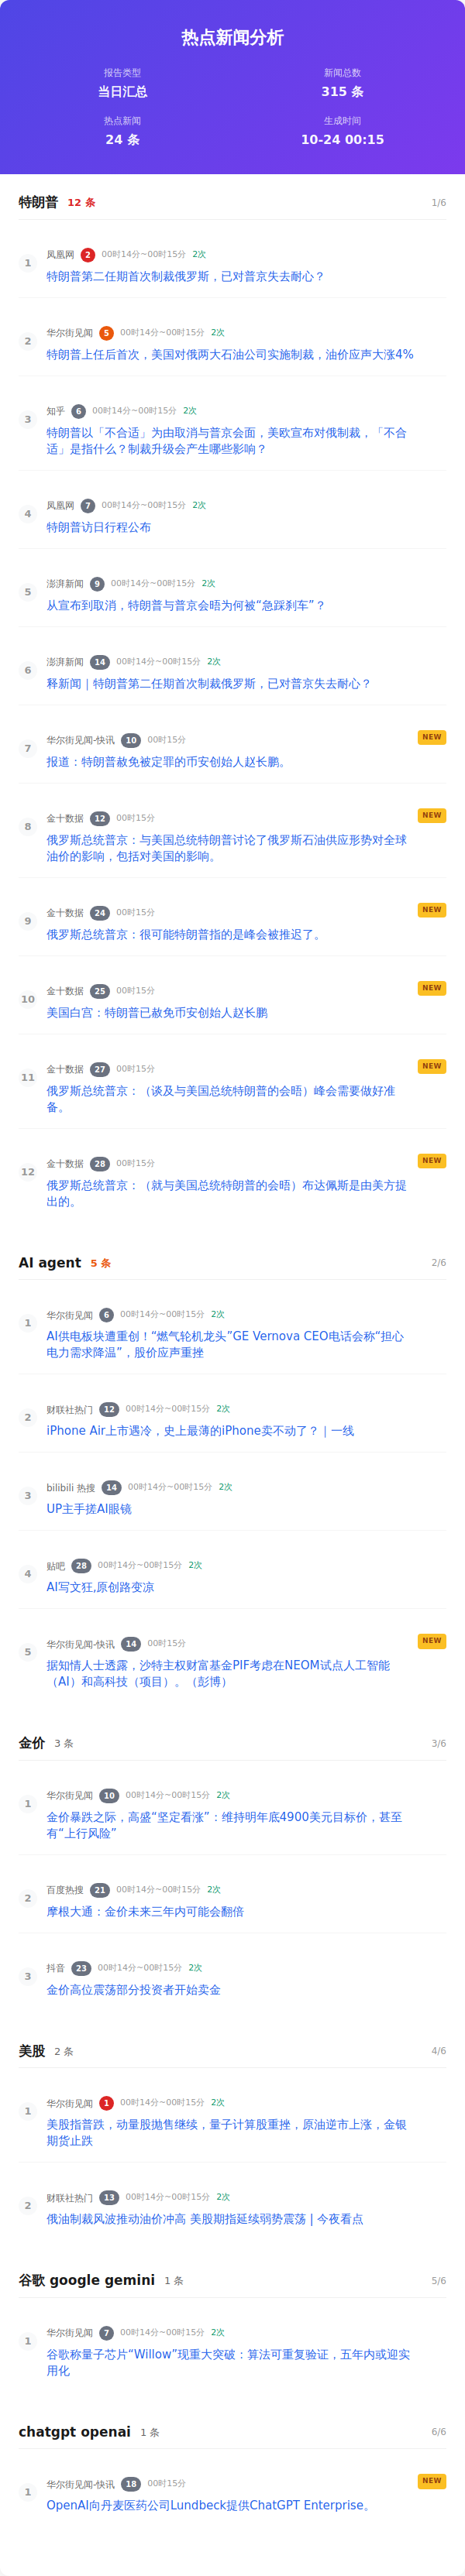 热点新闻分析
报告类型
新闻总数
当日汇总
315 条
热点新闻
生成时间
24 条
10-24 00:15
特朗普 12 条 1/6
1
凤凰网 2 00时14分~00时15分 2次
特朗普第二任期首次制裁俄罗斯，已对普京失去耐心？
2
华尔街见闻 5 00时14分~00时15分 2次
特朗普上任后首次，美国对俄两大石油公司实施制裁，油价应声大涨4%
3
知乎 6 00时14分~00时15分 2次
特朗普以「不合适」为由取消与普京会面，美欧宣布对俄制裁，「不合
适」是指什么？制裁升级会产生哪些影响？
4
凤凰网 7 00时14分~00时15分 2次
特朗普访日行程公布
5
澎湃新闻 9 00时14分~00时15分 2次
从宣布到取消，特朗普与普京会晤为何被“急踩刹车”？
6
澎湃新闻 14 00时14分~00时15分 2次
释新闻｜特朗普第二任期首次制裁俄罗斯，已对普京失去耐心？
7
华尔街见闻-快讯 10 00时15分 NEW
报道：特朗普赦免被定罪的币安创始人赵长鹏。
8
金十数据 12 00时15分 NEW
俄罗斯总统普京：与美国总统特朗普讨论了俄罗斯石油供应形势对全球
油价的影响，包括对美国的影响。
9
金十数据 24 00时15分 NEW
俄罗斯总统普京：很可能特朗普指的是峰会被推迟了。
10
金十数据 25 00时15分 NEW
美国白宫：特朗普已赦免币安创始人赵长鹏
11
金十数据 27 00时15分 NEW
俄罗斯总统普京：（谈及与美国总统特朗普的会晤）峰会需要做好准
备。
12
金十数据 28 00时15分 NEW
俄罗斯总统普京：（就与美国总统特朗普的会晤）布达佩斯是由美方提
出的。
AI agent 5 条 2/6
1
华尔街见闻 6 00时14分~00时15分 2次
AI供电板块遭重创！“燃气轮机龙头”GE Vernova CEO电话会称“担心
电力需求降温”，股价应声重挫
2
财联社热门 12 00时14分~00时15分 2次
iPhone Air上市遇冷，史上最薄的iPhone卖不动了？｜一线
3
bilibili 热搜 14 00时14分~00时15分 2次
UP主手搓AI眼镜
4
贴吧 28 00时14分~00时15分 2次
AI写文狂,原创路变凉
5
华尔街见闻-快讯 14 00时15分 NEW
据知情人士透露，沙特主权财富基金PIF考虑在NEOM试点人工智能
（AI）和高科技（项目）。（彭博）
金价 3 条 3/6
1
华尔街见闻 10 00时14分~00时15分 2次
金价暴跌之际，高盛“坚定看涨”：维持明年底4900美元目标价，甚至
有“上行风险”
2
百度热搜 21 00时14分~00时15分 2次
摩根大通：金价未来三年内可能会翻倍
3
抖音 23 00时14分~00时15分 2次
金价高位震荡部分投资者开始卖金
美股 2 条 4/6
1
华尔街见闻 1 00时14分~00时15分 2次
美股指普跌，动量股抛售继续，量子计算股重挫，原油逆市上涨，金银
期货止跌
2
财联社热门 13 00时14分~00时15分 2次
俄油制裁风波推动油价冲高 美股期指延续弱势震荡 | 今夜看点
谷歌 google gemini 1 条 5/6
1
华尔街见闻 7 00时14分~00时15分 2次
谷歌称量子芯片“Willow”现重大突破：算法可重复验证，五年内或迎实
用化
chatgpt openai 1 条 6/6
1
华尔街见闻-快讯 18 00时15分 NEW
OpenAI向丹麦医药公司Lundbeck提供ChatGPT Enterprise。